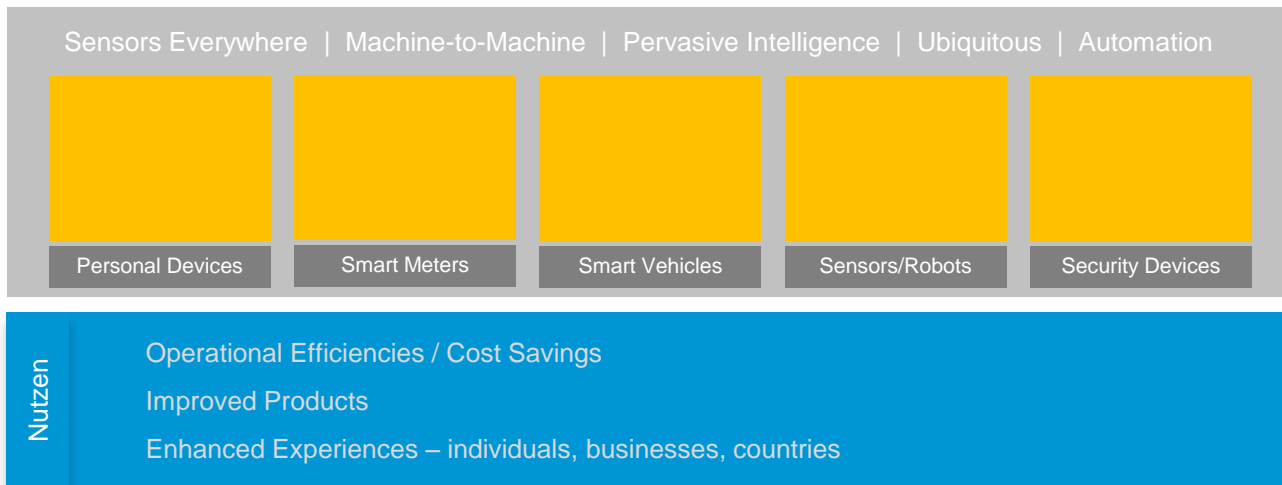 Sensors Everywhere | Machine-to-Machine | Pervasive Intelligence | Ubiquitous | Automation
Personal Devices
Smart Meters
Smart Vehicles
Sensors/Robots
Security Devices
Nutzen
Operational Efficiencies / Cost Savings
Improved Products
Enhanced Experiences – individuals, businesses, countries